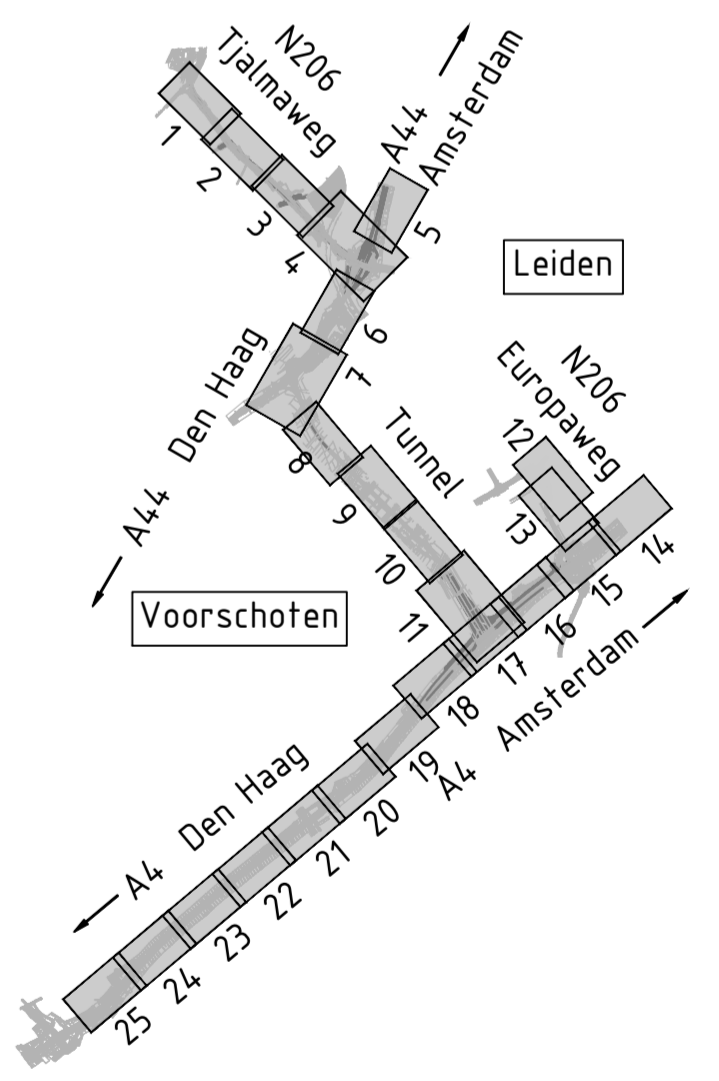 N206
Tjalmaweg
A44
Amsterdam
1
2
3
4
5
Leiden
6
7
A44 Den Haag
8
Tunnel
N206
Europaweg
12
13
9
10
11
14
15
16
17
18
19
Voorschoten
A4 Amsterdam
A4 Den Haag
20
21
22
23
24
25